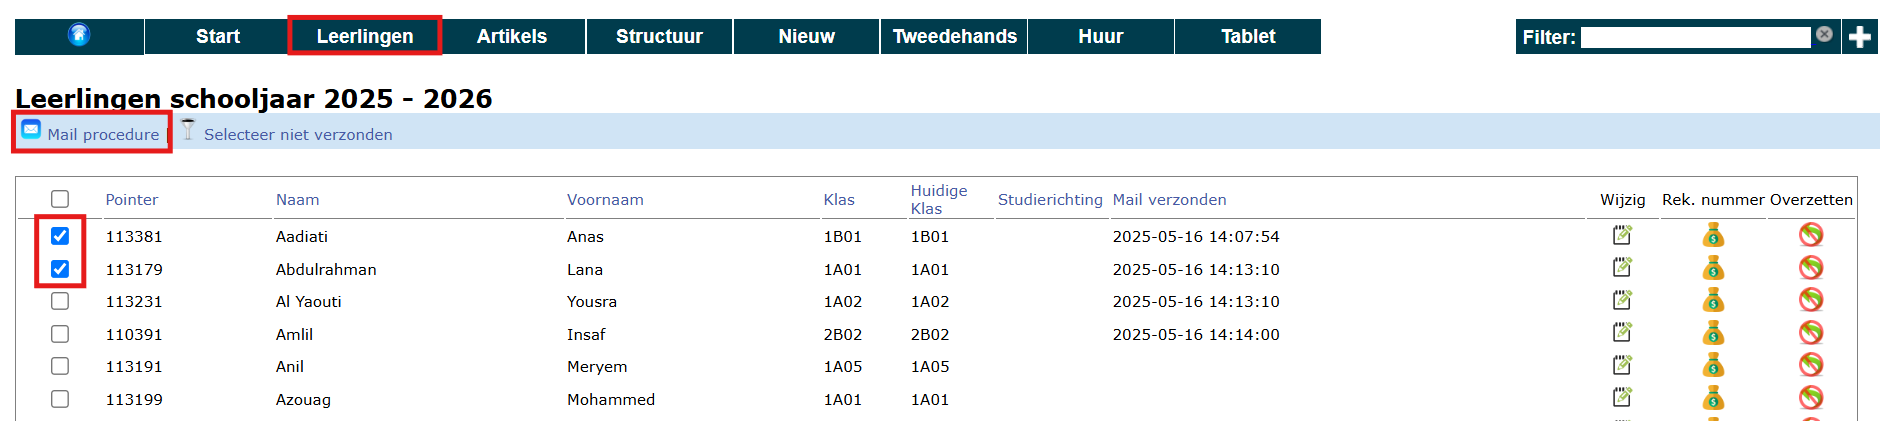 Start Leerlingen Artikels Structuur Nieuw Tweedehands Huur Tablet Filter:
Leerlingen schooljaar 2025 - 2026
Mail procedure | Selecteer niet verzonden
Pointer Naam Voornaam Klas Huidige Klas Studierichting Mail verzonden Wijzig Rek. nummer Overzetten
113381 Aadiati Anas 1B01 1B01 2025-05-16 14:07:54
113179 Abdulrahman Lana 1A01 1A01 2025-05-16 14:13:10
113231 Al Yaouti Yousra 1A02 1A02 2025-05-16 14:13:10
110391 Amlil Insaf 2B02 2B02 2025-05-16 14:14:00
113191 Anil Meryem 1A05 1A05
113199 Azouag Mohammed 1A01 1A01